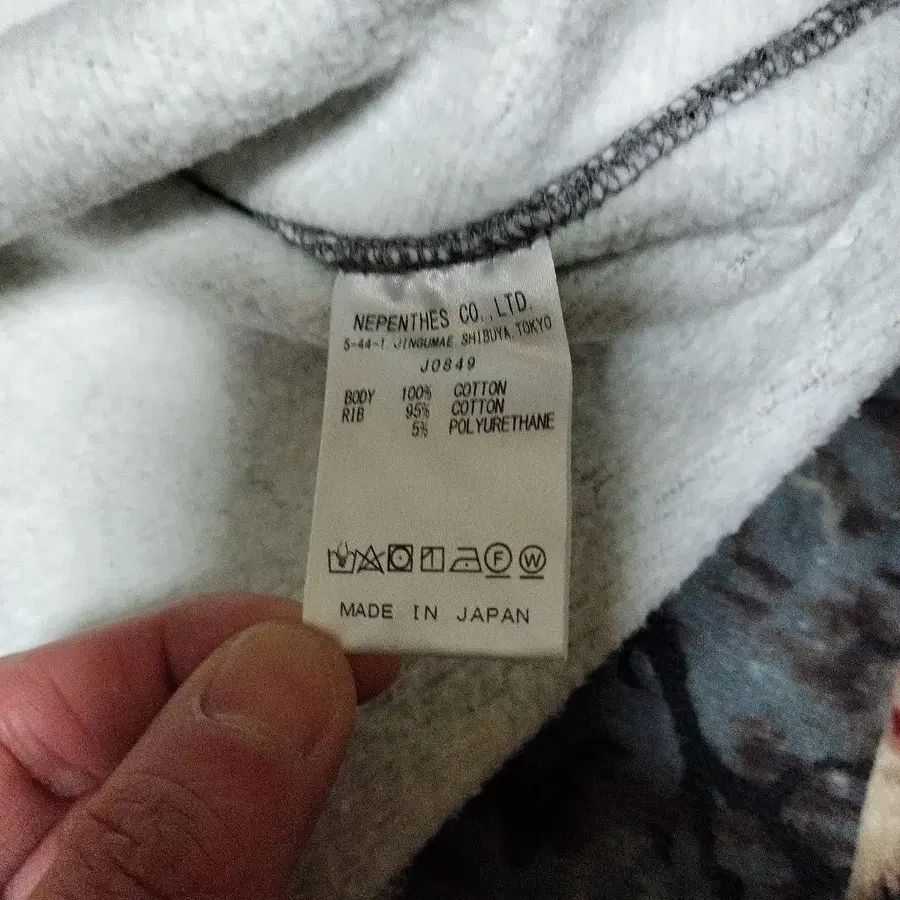 NEPENTHES CO.,LTD.
5-44-1 JINGUMAE SHIBUYA TOKYO
J0849
BODY 100% COTTON
RIB 95% COTTON
5% POLYURETHANE
F W
MADE IN JAPAN